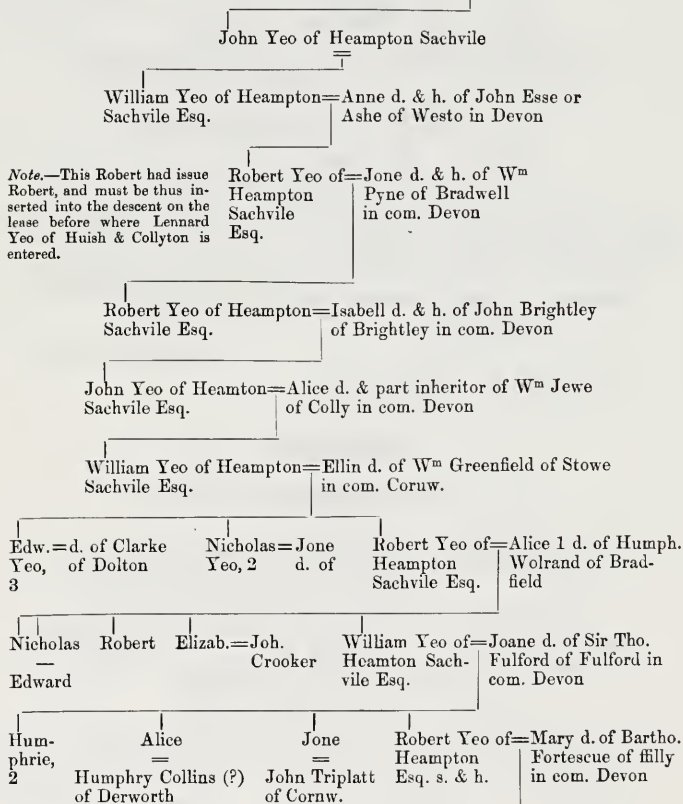 John Yeo of Heampton Sachvile
=
William Yeo of Heampton=Anne d. & h. of John Esse or
Sachvile Esq. Ashe of Westo in Devon
Note.—This Robert had issue
Robert, and must be thus in-
serted into the descent on the
lease before where Lennard
Yeo of Huish & Collyton is
entered.
Robert Yeo of=Jone d. & h. of Wm
Heampton Pyne of Bradwell
Sachvile in com. Devon
Esq.
Robert Yeo of Heampton=Isabell d. & h. of John Brightley
Sachvile Esq. of Brightley in com. Devon
John Yeo of Heamton=Alice d. & part inheritor of Wm Jewe
Sachvile Esq. of Colly in com. Devon
William Yeo of Heampton=Ellin d. of Wm Greenfield of Stowe
Sachvile Esq. in com. Coruw.
Edw.=d. of Clarke Nicholas=Jone Robert Yeo of=Alice 1 d. of Humph.
Yeo, of Dolton Yeo, 2 d. of Heampton Wolrand of Brad-
3 Sachvile Esq. field
Nicholas Robert Elizab.=Joh. William Yeo of=Joane d. of Sir Tho.
— Crooker Heamton Sach- Fulford of Fulford in
Edward vile Esq. com. Devon
Hum- Alice Jone Robert Yeo of=Mary d. of Bartho.
phrie, = = Heampton Fortescue of ffilly
2 Humphry Collins (?) John Triplatt Esq. s. & h. in com. Devon
of Derworth of Cornw.